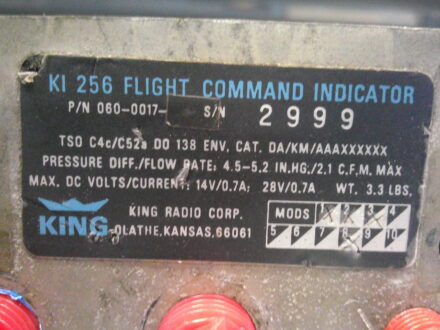 KI 256 FLIGHT COMMAND INDICATOR
P/N 060-0017- S/N 2999
TSO C4c/C52a DO 138 ENV. CAT. DA/KM/AAAXXXXXX
PRESSURE DIFF./FLOW RATE: 4.5-5.2 IN.HG./2.1 C.F.M. MAX
MAX. DC VOLTS/CURRENT: 14V/0.7A; 28V/0.7A WT. 3.3 LBS.
KING KING RADIO CORP. MODS 1 2 3 4
OLATHE, KANSAS, 66061 5 6 7 8 9 10